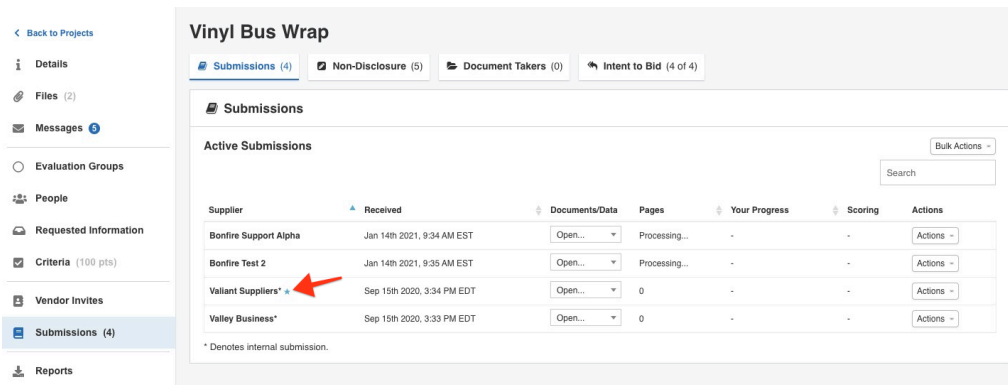 Back to Projects
Details
Files (2)
Messages 5
Evaluation Groups
People
Requested Information
Criteria (100 pts)
Vendor Invites
Submissions (4)
Reports
Vinyl Bus Wrap
Submissions (4) Non-Disclosure (5) Document Takers (0) Intent to Bid (4 of 4)
Submissions
Active Submissions Bulk Actions
Search
Supplier Received Documents/Data Pages Your Progress Scoring Actions
Bonfire Support Alpha Jan 14th 2021, 9:34 AM EST Open... Processing... - - Actions
Bonfire Test 2 Jan 14th 2021, 9:35 AM EST Open... Processing... - - Actions
Valiant Suppliers* Sep 15th 2020, 3:34 PM EDT Open... 0 - - Actions
Valley Business* Sep 15th 2020, 3:33 PM EDT Open... 0 - - Actions
* Denotes internal submission.